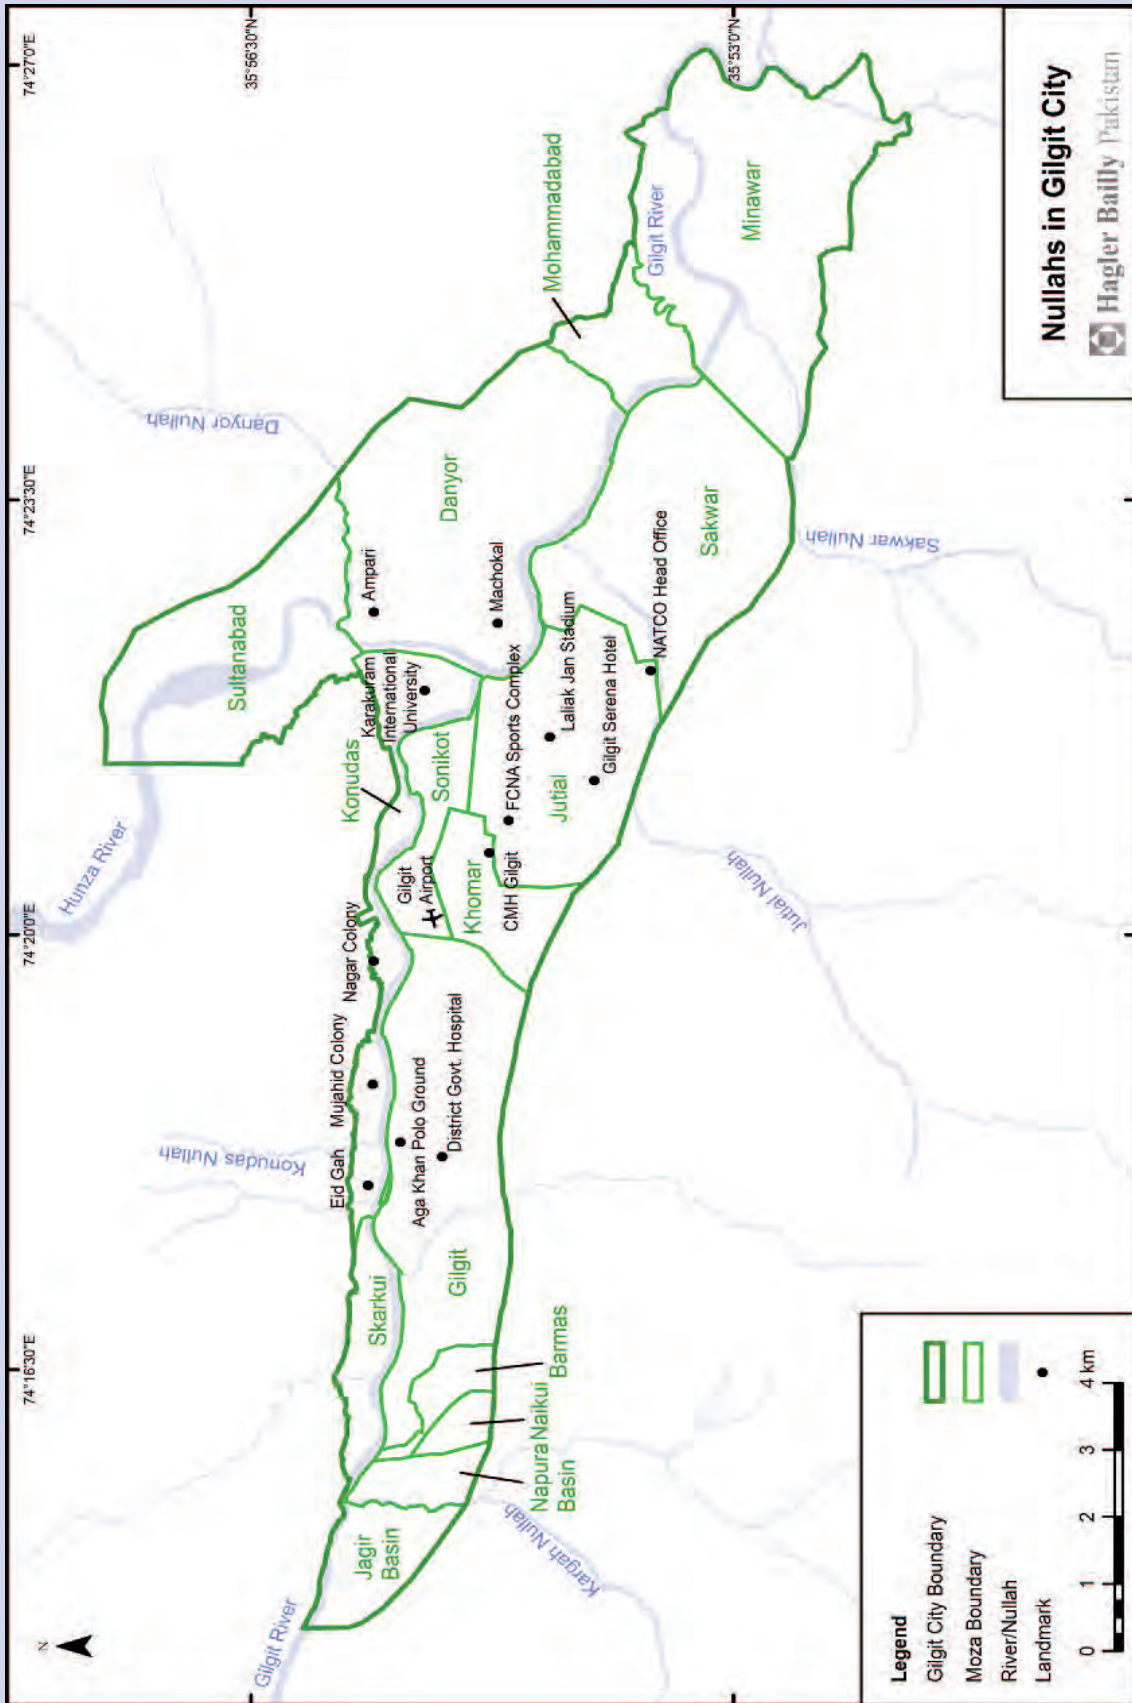 74°16'30"E
74°20'0"E
74°23'30"E
74°27'0"E
35°56'30"N
35°53'0"N
N
Gilgit River
Hunza River
Sultanabad
Danyor Nullah
Konudas Nullah
Eid Gah
Mujahid Colony
Nagar Colony
Konudas
Karakuram
International
University
Ampari
Danyor
Machokal
Mohammadabad
Gilgit River
Minawar
Jagir
Basin
Skarkui
Aga Khan Polo Ground
District Govt. Hospital
Gilgit
Gilgit
Airport
Sonikot
Khomar
CMH Gilgit
FCNA Sports Complex
Jutial
Laliak Jan Stadium
Gilgit Serena Hotel
NATCO Head Office
Sakwar
Napura
Basin
Naikui
Barmas
Kargah Nullah
Jutial Nullah
Sakwar Nullah
Legend
Gilgit City Boundary
Moza Boundary
River/Nullah
Landmark
0 1 2 3 4 km
Nullahs in Gilgit City
Hagler Bailly Pakistan